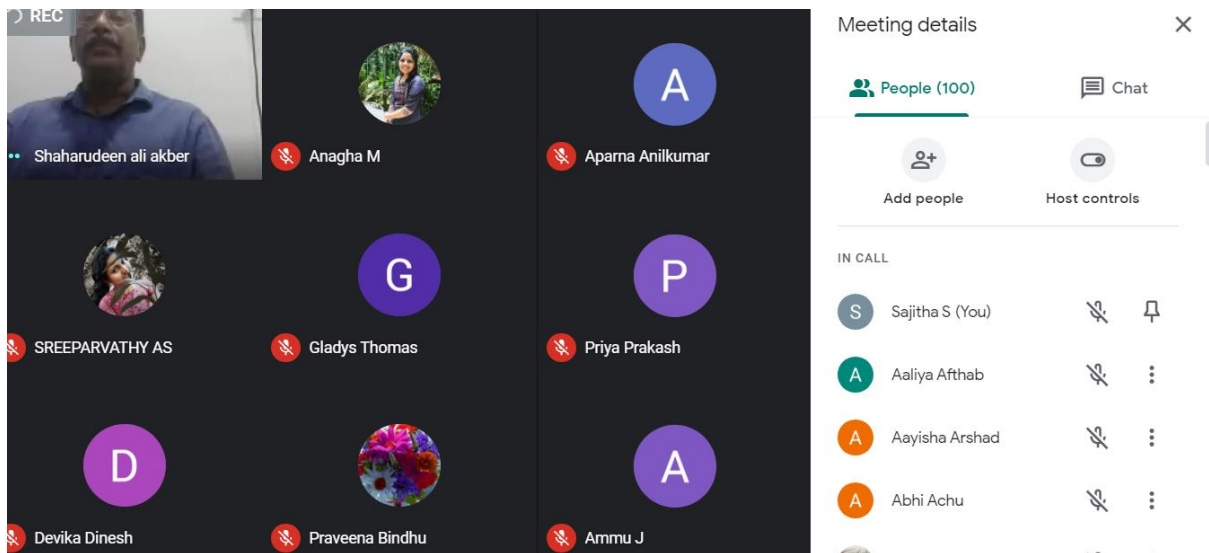 REC
Shaharudeen ali akber
Anagha M
A
Aparna Anilkumar
SREEPARVATHY AS
G
Gladys Thomas
P
Priya Prakash
D
Devika Dinesh
Praveena Bindhu
A
Ammu J
Meeting details
People (100)
Chat
Add people
Host controls
IN CALL
S Sajitha S (You)
A Aaliya Afthab
A Aayisha Arshad
A Abhi Achu